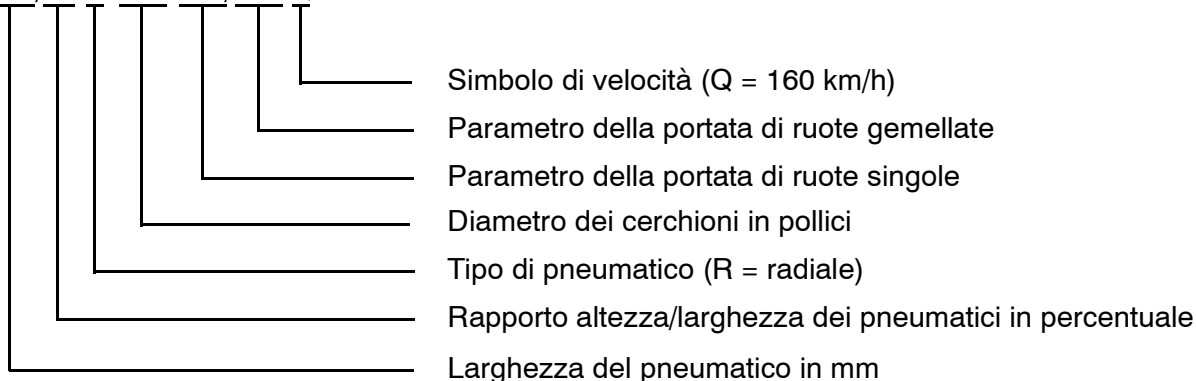 Simbolo di velocità (Q = 160 km/h)
Parametro della portata di ruote gemellate
Parametro della portata di ruote singole
Diametro dei cerchioni in pollici
Tipo di pneumatico (R = radiale)
Rapporto altezza/larghezza dei pneumatici in percentuale
Larghezza del pneumatico in mm